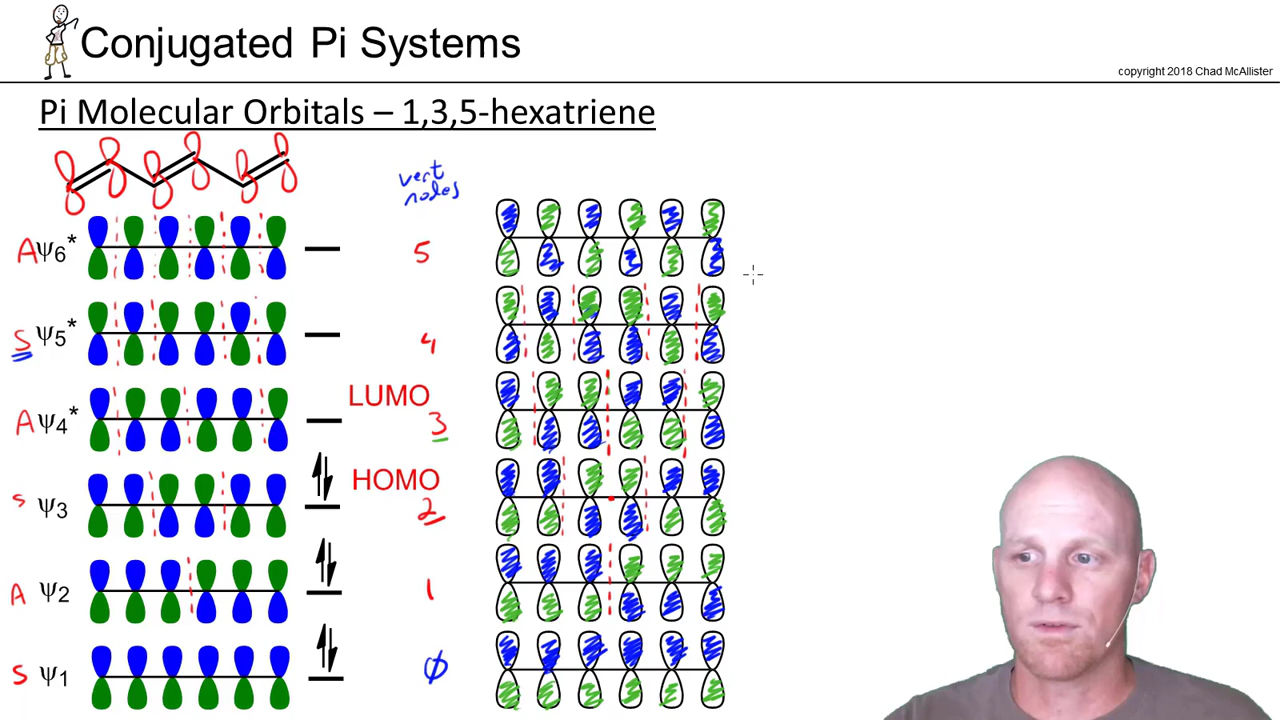 Conjugated Pi Systems
copyright 2018 Chad McAllister
Pi Molecular Orbitals – 1,3,5-hexatriene
vert
nodes
A Ψ6* 5
S Ψ5* 4
LUMO
A Ψ4* 3
HOMO
S Ψ3 2
A Ψ2 1
S Ψ1 ϕ